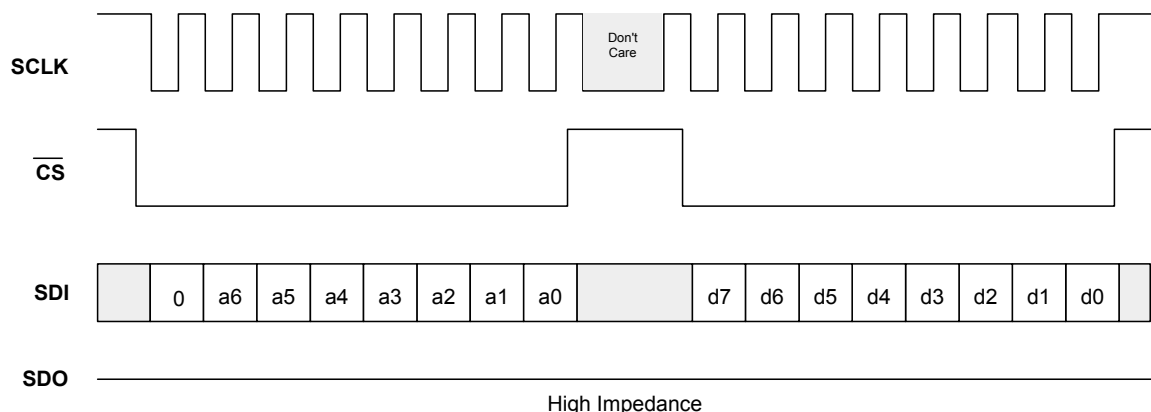 Don't
Care
SCLK
CS
SDI 0 a6 a5 a4 a3 a2 a1 a0 d7 d6 d5 d4 d3 d2 d1 d0
SDO
High Impedance